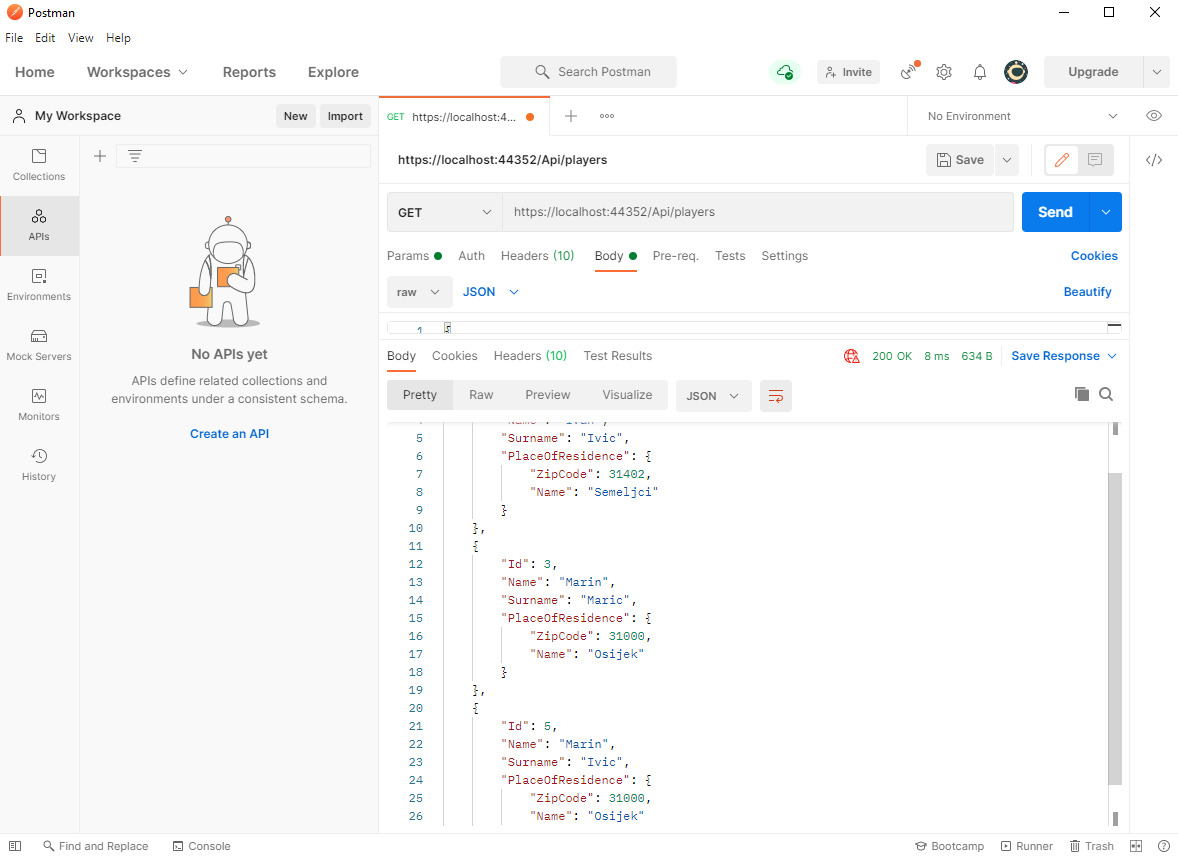 Postman
File Edit View Help
Home Workspaces Reports Explore Search Postman Invite Upgrade
My Workspace New Import GET https://localhost:4... No Environment
Collections
APIs
Environments
Mock Servers
Monitors
History
No APIs yet
APIs define related collections and
environments under a consistent schema.
Create an API
https://localhost:44352/Api/players Save
GET https://localhost:44352/Api/players Send
Params Auth Headers (10) Body Pre-req. Tests Settings Cookies
raw JSON Beautify
1 {
Body Cookies Headers (10) Test Results 200 OK 8 ms 634 B Save Response
Pretty Raw Preview Visualize JSON
5 "Surname": "Ivic",
6 "PlaceOfResidence": {
7 "ZipCode": 31402,
8 "Name": "Semeljci"
9 }
10 },
11 {
12 "Id": 3,
13 "Name": "Marin",
14 "Surname": "Maric",
15 "PlaceOfResidence": {
16 "ZipCode": 31000,
17 "Name": "Osijek"
18 }
19 },
20 {
21 "Id": 5,
22 "Name": "Marin",
23 "Surname": "Ivic",
24 "PlaceOfResidence": {
25 "ZipCode": 31000,
26 "Name": "Osijek"
Find and Replace Console Bootcamp Runner Trash